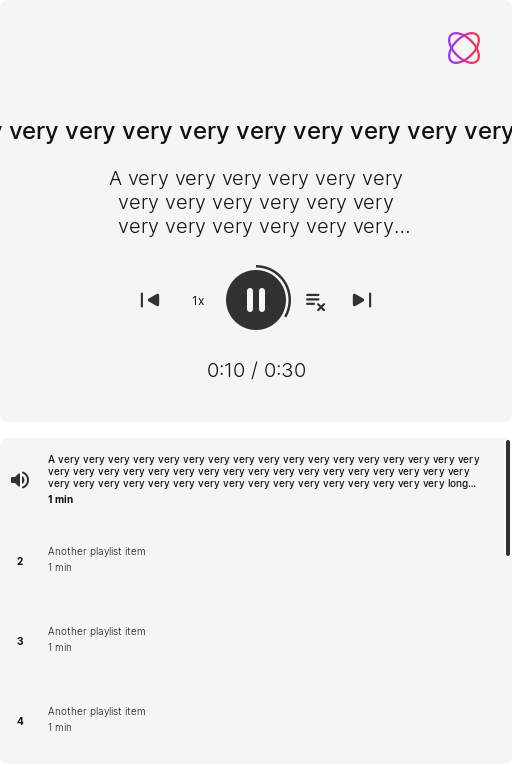 very very very very very very very very very
A very very very very very very
very very very very very very
very very very very very very...
1x
0:10 / 0:30
A very very very very very very very very very very very very very very very very very
very very very very very very very very very very very very very very very very very
very very very very very very very very very very very very very very very very long...
1 min
2
Another playlist item
1 min
3
Another playlist item
1 min
4
Another playlist item
1 min